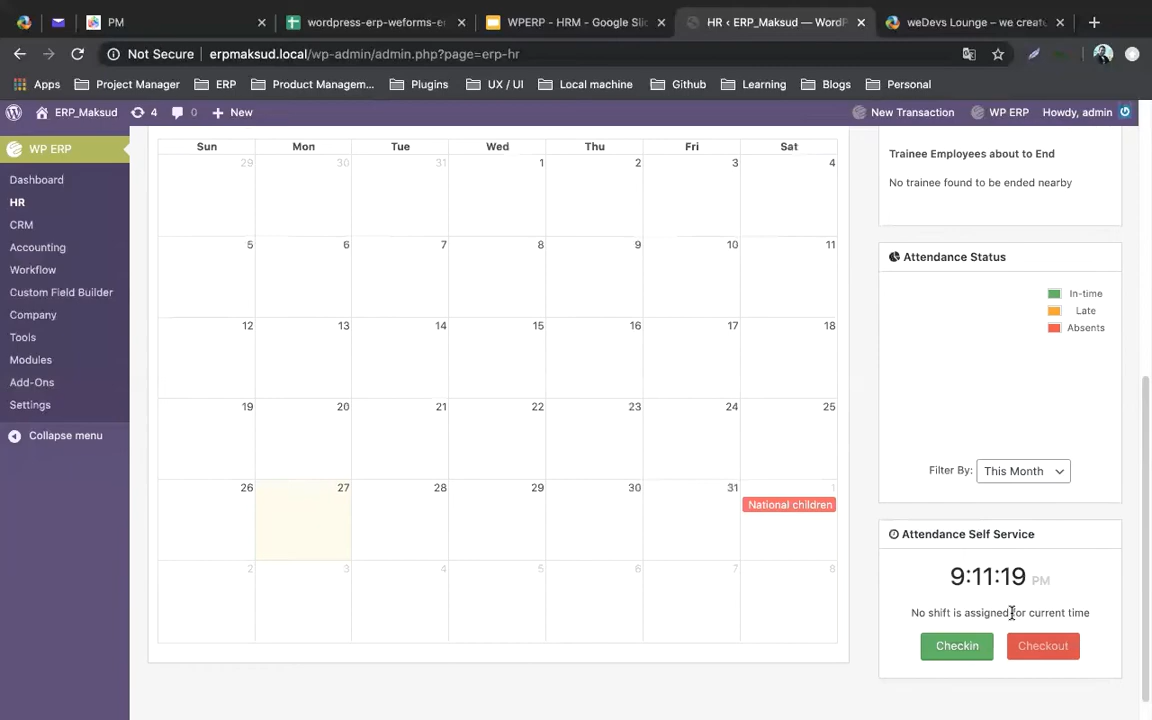 PM
wordpress-erp-weforms-er
WPERP - HRM - Google Slid
HR ‹ ERP_Maksud — WordP
weDevs Lounge – we create
Not Secure
erpmaksud.local/wp-admin/admin.php?page=erp-hr
Apps
Project Manager
ERP
Product Managem...
Plugins
UX / UI
Local machine
Github
Learning
Blogs
Personal
ERP_Maksud
4
0
New
New Transaction
WP ERP
Howdy, admin
WP ERP
Dashboard
HR
CRM
Accounting
Workflow
Custom Field Builder
Company
Tools
Modules
Add-Ons
Settings
Collapse menu
Sun Mon Tue Wed Thu Fri Sat
29 30 31 1 2 3 4
5 6 7 8 9 10 11
12 13 14 15 16 17 18
19 20 21 22 23 24 25
26 27 28 29 30 31 1
National children
2 3 4 5 6 7 8
Trainee Employees about to End
No trainee found to be ended nearby
Attendance Status
In-time
Late
Absents
Filter By: This Month
Attendance Self Service
9:11:19 PM
No shift is assigned for current time
Checkin
Checkout